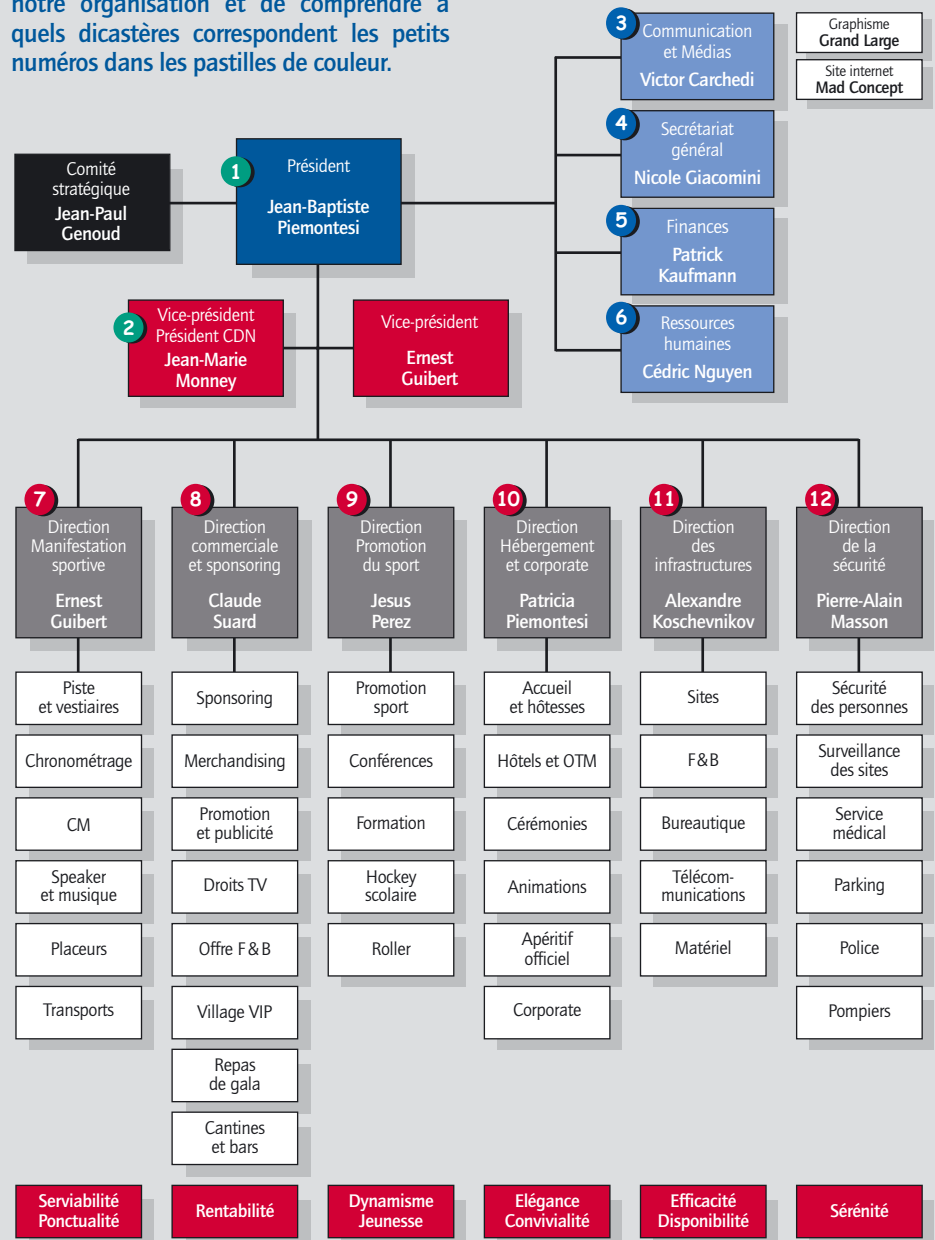 notre organisation et de comprendre à
quels dicastères correspondent les petits
numéros dans les pastilles de couleur.
3
Communication
et Médias
Victor Carchedi
Graphisme
Grand Large
Site internet
Mad Concept
4
Secrétariat
général
Nicole Giacomini
5
Finances
Patrick
Kaufmann
6
Ressources
humaines
Cédric Nguyen
Comité
stratégique
Jean-Paul
Genoud
1
Président
Jean-Baptiste
Piemontesi
2
Vice-président
Président CDN
Jean-Marie
Monney
Vice-président
Ernest
Guibert
7
Direction
Manifestation
sportive
Ernest
Guibert
Piste
et vestiaires
Chronométrage
CM
Speaker
et musique
Placeurs
Transports
Serviabilité
Ponctualité
8
Direction
commerciale
et sponsoring
Claude
Suard
Sponsoring
Merchandising
Promotion
et publicité
Droits TV
Offre F & B
Village VIP
Repas
de gala
Cantines
et bars
Rentabilité
9
Direction
Promotion
du sport
Jesus
Perez
Promotion
sport
Conférences
Formation
Hockey
scolaire
Roller
Dynamisme
Jeunesse
10
Direction
Hébergement
et corporate
Patricia
Piemontesi
Accueil
et hôtesses
Hôtels et OTM
Cérémonies
Animations
Apéritif
officiel
Corporate
Elégance
Convivialité
11
Direction
des
infrastructures
Alexandre
Koschevnikov
Sites
F & B
Bureautique
Télécom-
munications
Matériel
Efficacité
Disponibilité
12
Direction
de la
sécurité
Pierre-Alain
Masson
Sécurité
des personnes
Surveillance
des sites
Service
médical
Parking
Police
Pompiers
Sérénité